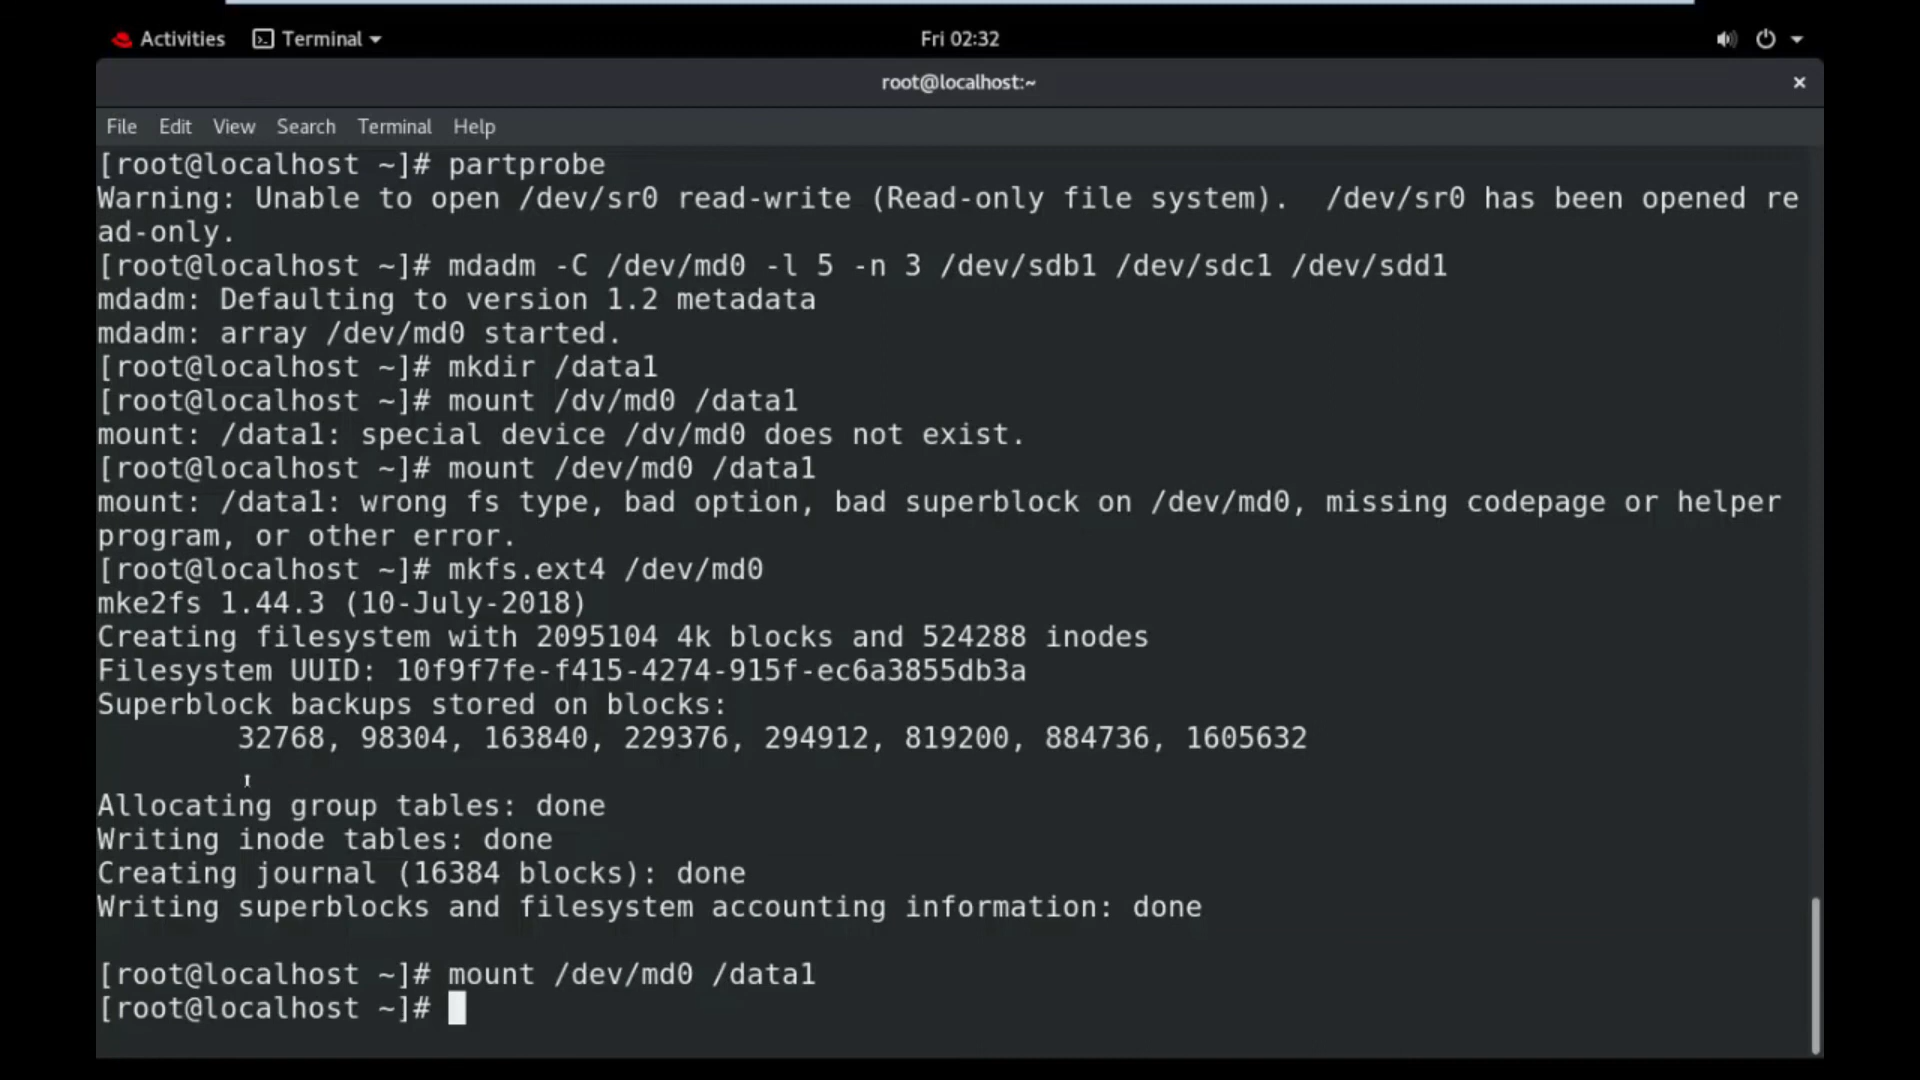 Activities Terminal Fri 02:32
root@localhost:~ ×
File Edit View Search Terminal Help
[root@localhost ~]# partprobe
Warning: Unable to open /dev/sr0 read-write (Read-only file system).  /dev/sr0 has been opened re
ad-only.
[root@localhost ~]# mdadm -C /dev/md0 -l 5 -n 3 /dev/sdb1 /dev/sdc1 /dev/sdd1
mdadm: Defaulting to version 1.2 metadata
mdadm: array /dev/md0 started.
[root@localhost ~]# mkdir /data1
[root@localhost ~]# mount /dv/md0 /data1
mount: /data1: special device /dv/md0 does not exist.
[root@localhost ~]# mount /dev/md0 /data1
mount: /data1: wrong fs type, bad option, bad superblock on /dev/md0, missing codepage or helper
program, or other error.
[root@localhost ~]# mkfs.ext4 /dev/md0
mke2fs 1.44.3 (10-July-2018)
Creating filesystem with 2095104 4k blocks and 524288 inodes
Filesystem UUID: 10f9f7fe-f415-4274-915f-ec6a3855db3a
Superblock backups stored on blocks:
        32768, 98304, 163840, 229376, 294912, 819200, 884736, 1605632
Allocating group tables: done
Writing inode tables: done
Creating journal (16384 blocks): done
Writing superblocks and filesystem accounting information: done
[root@localhost ~]# mount /dev/md0 /data1
[root@localhost ~]#